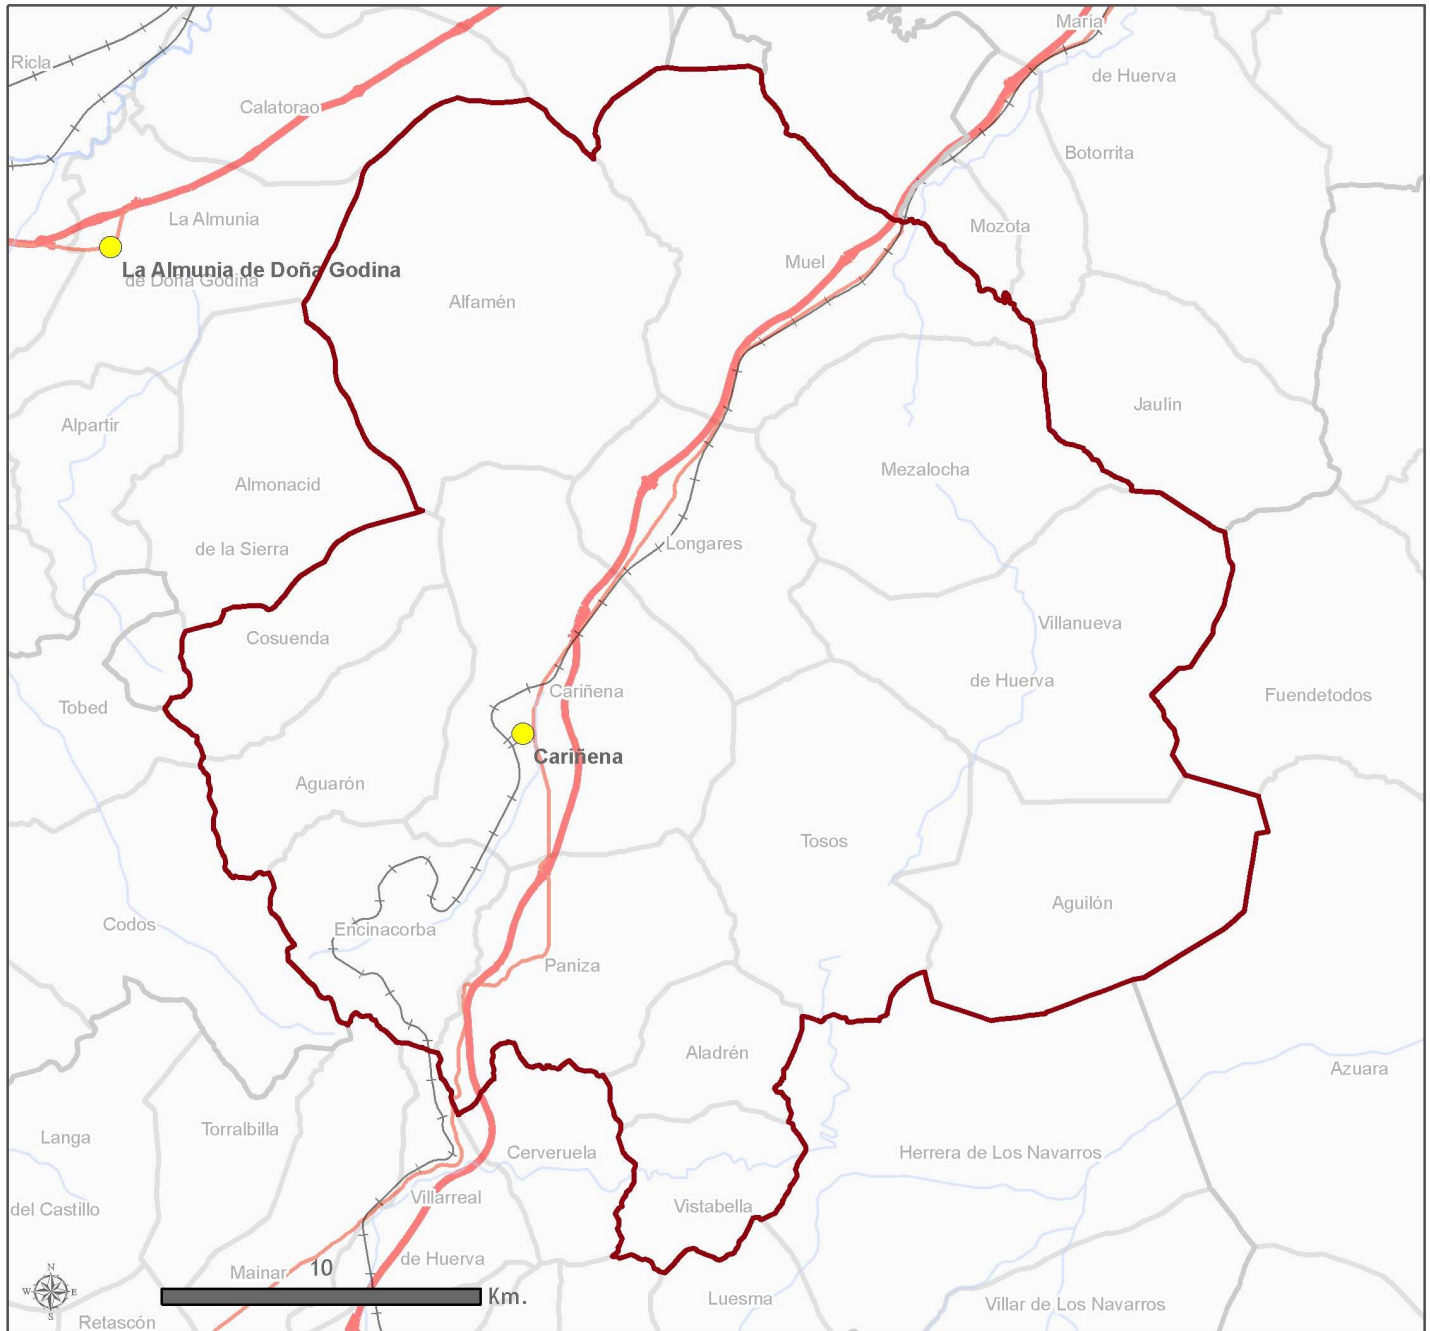 María
Ricla
de Huerva
Calatorao
Botorrita
La Almunia
Mozota
La Almunia de Doña Godina
de Doña Godina
Muel
Alfamén
Jaulín
Alpartir
Mezalocha
Almonacid
Longares
de la Sierra
Villanueva
Cosuenda
de Huerva
Cariñena
Fuendetodos
Tobed
Cariñena
Aguarón
Tosos
Aguilón
Codos
Encinacorba
Paniza
Aladrén
Azuara
Torralbilla
Langa
Cerveruela
Herrera de Los Navarros
Villarreal
Vistabella
del Castillo
de Huerva
N
10
Mainar
W E
Km.
Luesma
Villar de Los Navarros
S
Retascón